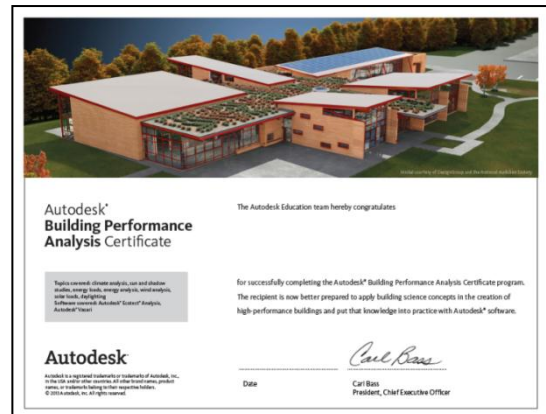 Autodesk®
Building Performance
Analysis Certificate
The Autodesk Education team hereby congratulates
Topics covered: climate analysis, sun and shadow
studies, energy loads, energy analysis, wind analysis,
solar loads, daylighting
Software covered: Autodesk® Ecotect® Analysis,
Autodesk® Vasari
for successfully completing the Autodesk® Building Performance Analysis Certificate program.
The recipient is now better prepared to apply building science concepts in the creation of
high-performance buildings and put that knowledge into practice with Autodesk® software.
Autodesk
Autodesk is a registered trademark or trademark of Autodesk, Inc.,
in the USA and/or other countries. All other brand names, product
names, or trademarks belong to their respective holders.
© 2012 Autodesk, Inc. All rights reserved.
Carl Bass
Date
Carl Bass
President, Chief Executive Officer